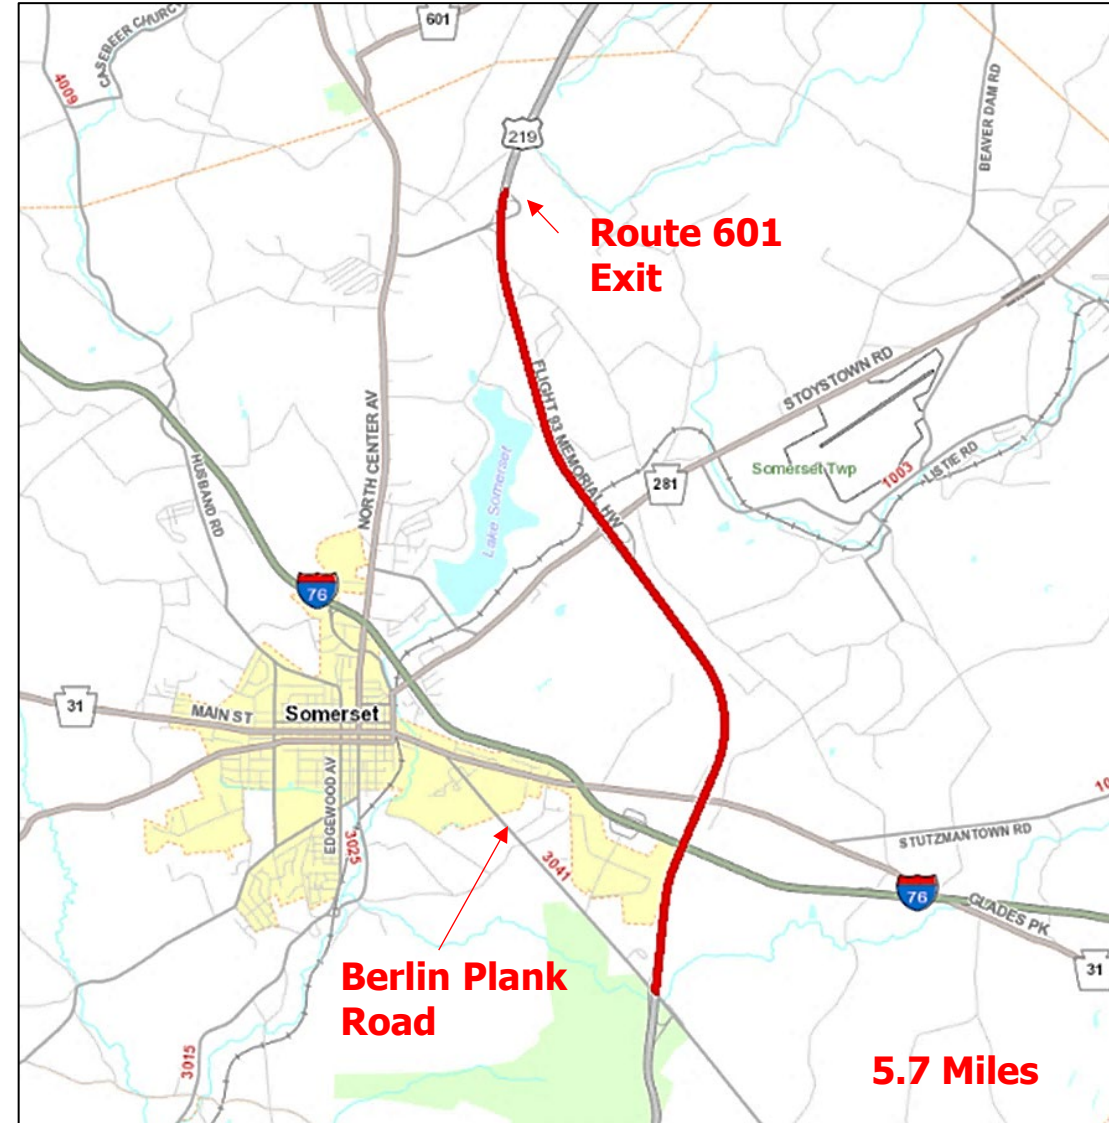 CASEBEER CHURCH
601
4009
219
BEAVER DAM RD
Route 601
Exit
FLIGHT 93 MEMORIAL HW
STOYSTOWN RD
NORTH CENTER AV
HUSBAND RD
Lake Somerset
281
Somerset Twp
1003
LISTIE RD
76
31
MAIN ST
Somerset
EDGEWOOD AV
3025
3041
STUTZMANTOWN RD
76
GLADES PK
31
Berlin Plank
Road
3015
5.7 Miles